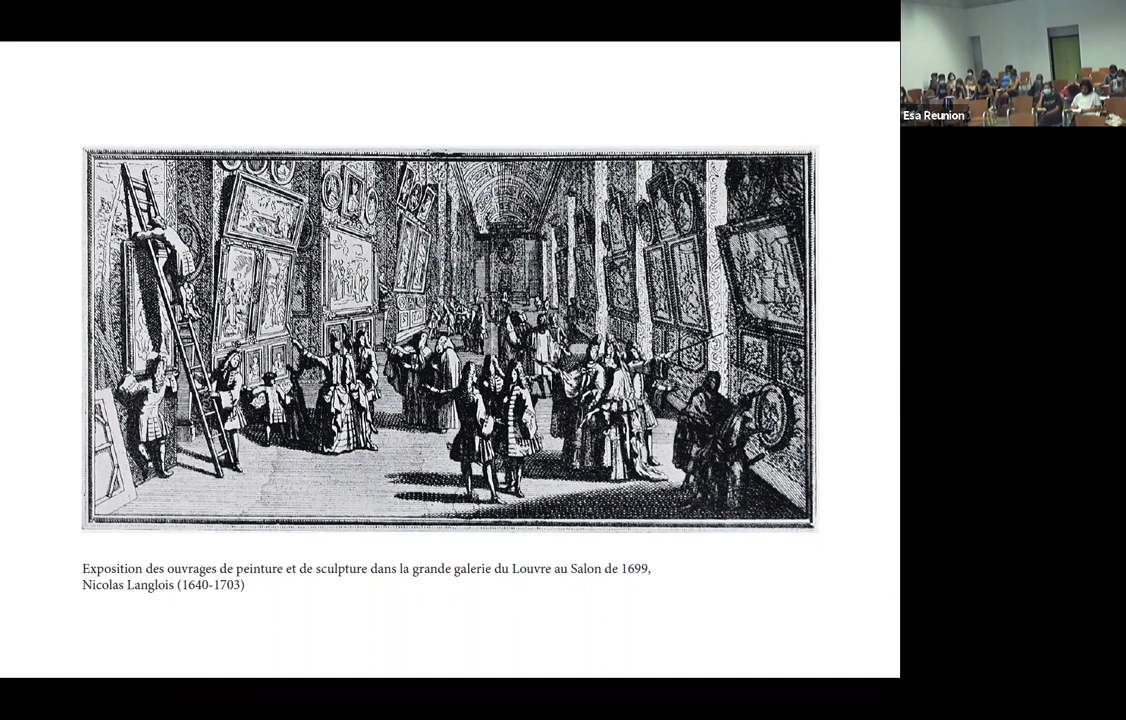 Esa Reunion
Exposition des ouvrages de peinture et de sculpture dans la grande galerie du Louvre au Salon de 1699,
Nicolas Langlois (1640-1703)